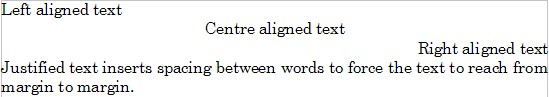 Left aligned text
Centre aligned text
Right aligned text
Justified text inserts spacing between words to force the text to reach from
margin to margin.